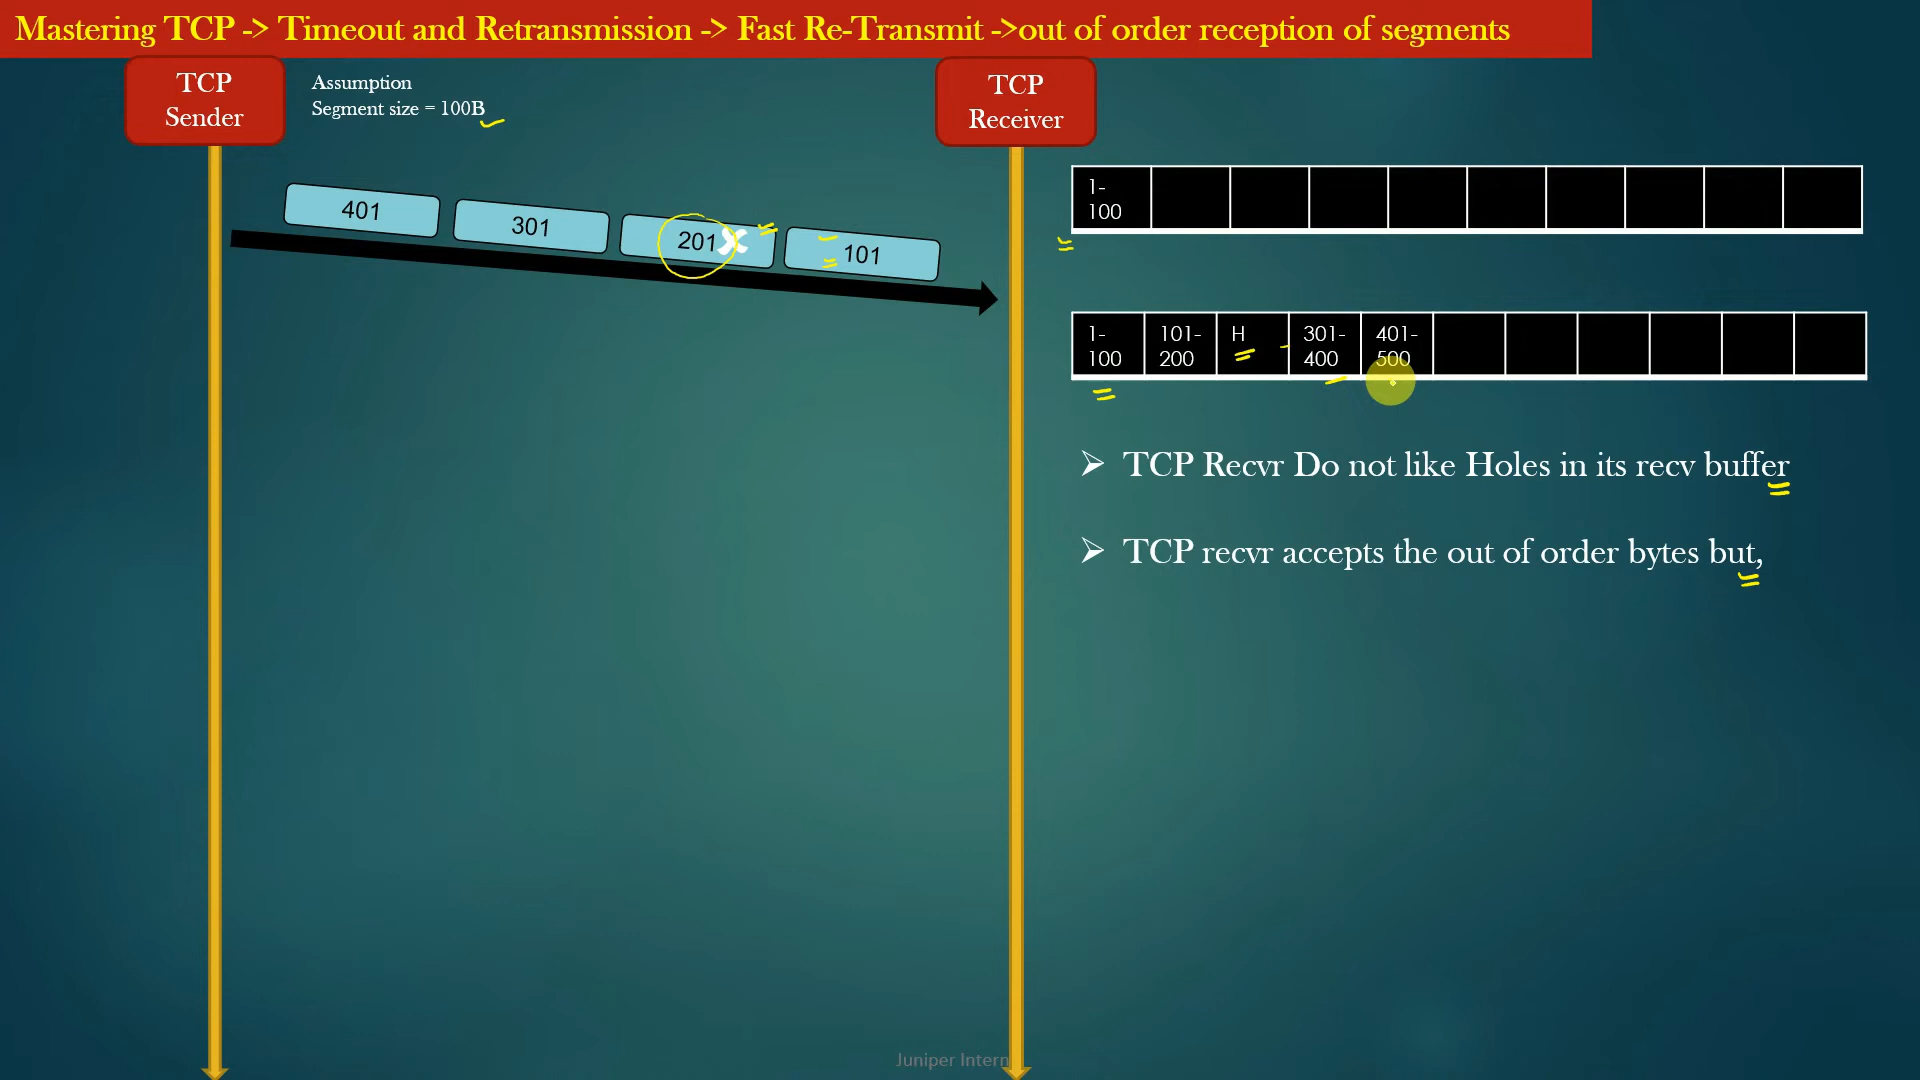 Mastering TCP -> Timeout and Retransmission -> Fast Re-Transmit ->out of order reception of segments
TCP
Sender
Assumption
Segment size = 100B
TCP
Receiver
401
301
201
101
1-
100
1-
100
101-
200
H
301-
400
401-
500
TCP Recvr Do not like Holes in its recv buffer
TCP recvr accepts the out of order bytes but,
Juniper Intern